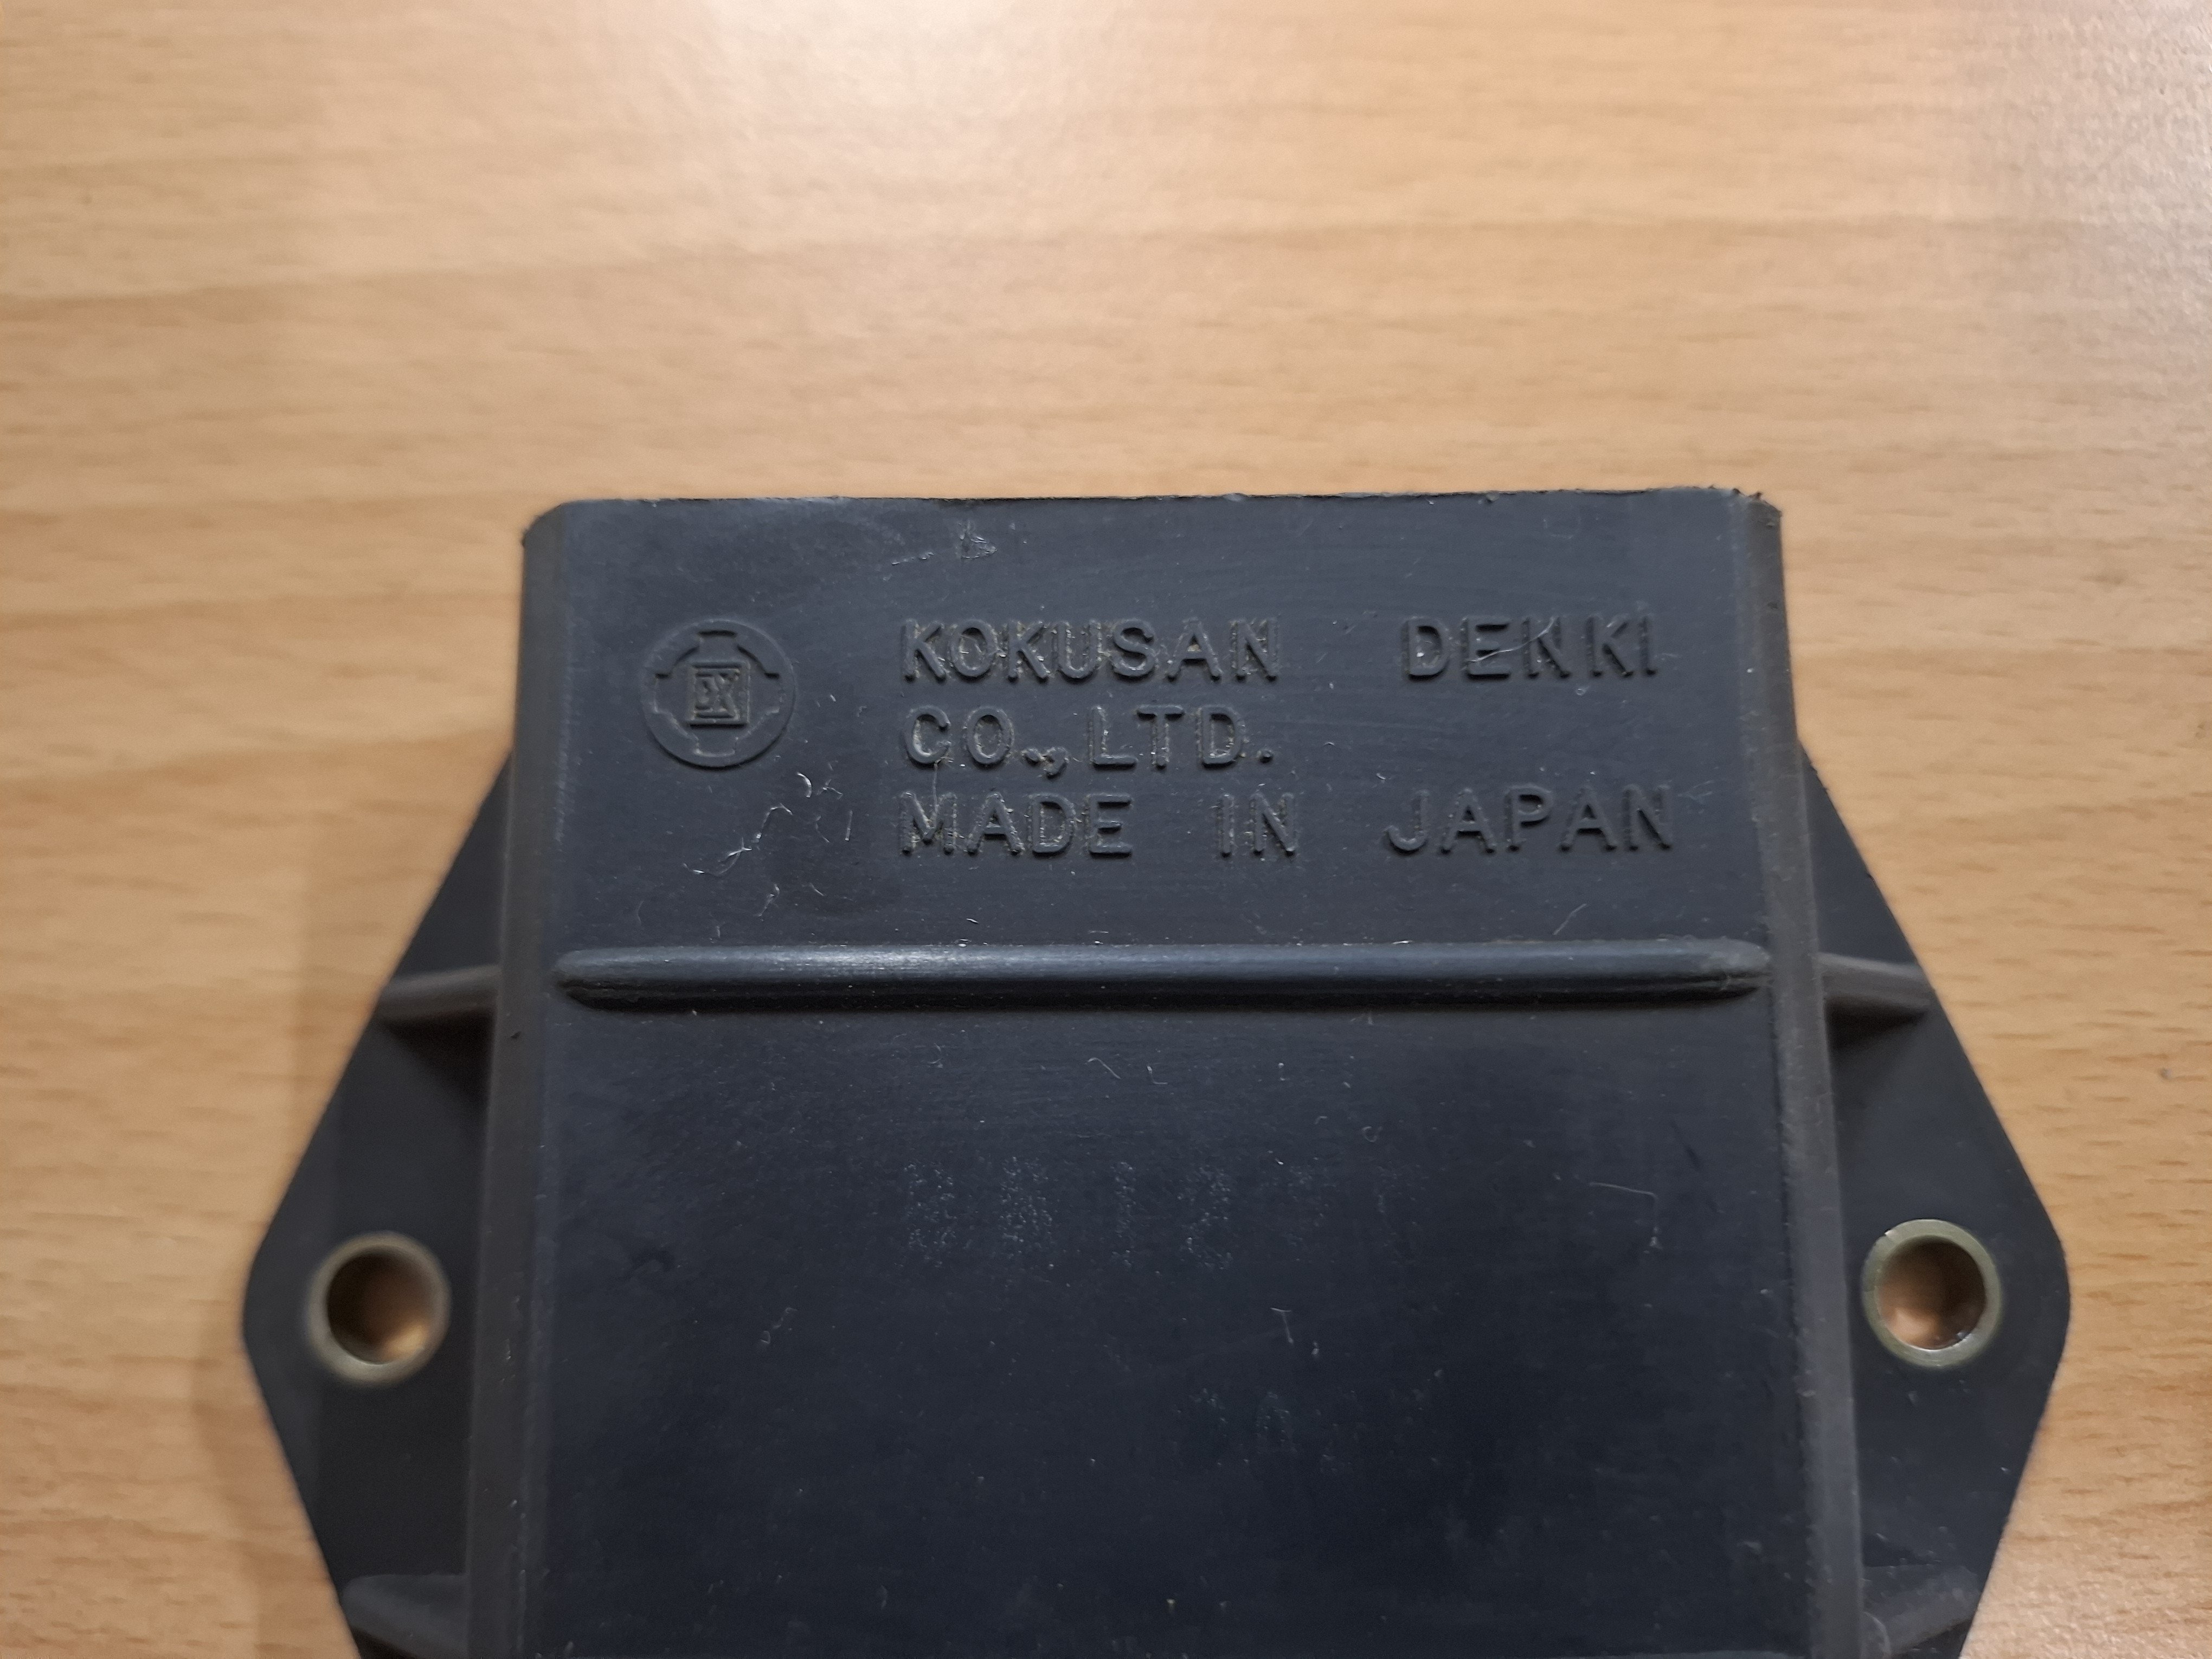 KOKUSAN DENKI
CO.,LTD.
MADE IN JAPAN